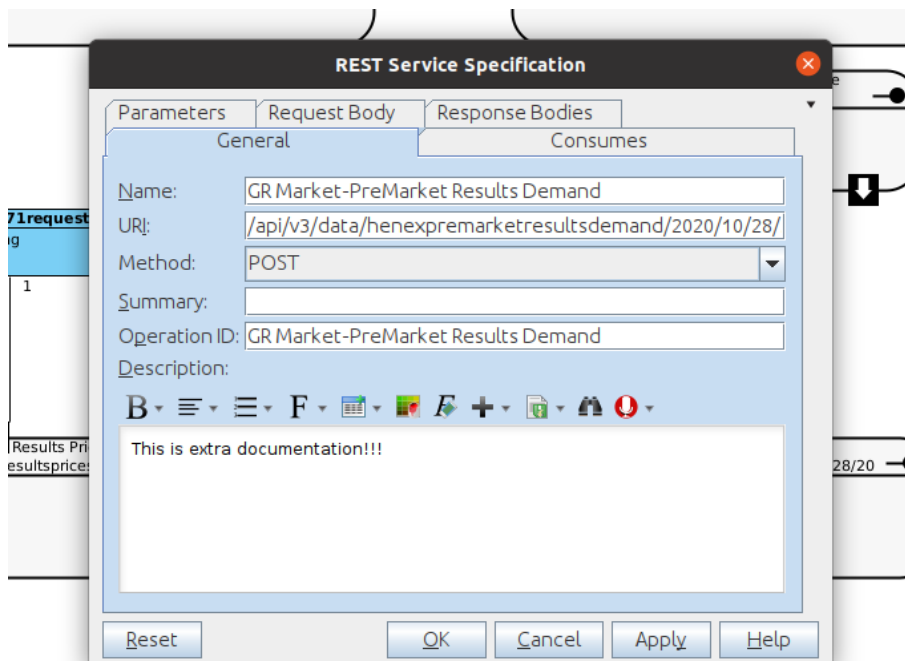 REST Service Specification
e
Parameters Request Body Response Bodies
General Consumes
Name: GR Market-PreMarket Results Demand
URI: /api/v3/data/henexpremarketresultsdemand/2020/10/28/
Method: POST
Summary:
Operation ID: GR Market-PreMarket Results Demand
Description:
B F F
This is extra documentation!!!
71request
ng
1
Results Pri
esultsprices
28/20
Reset OK Cancel Apply Help